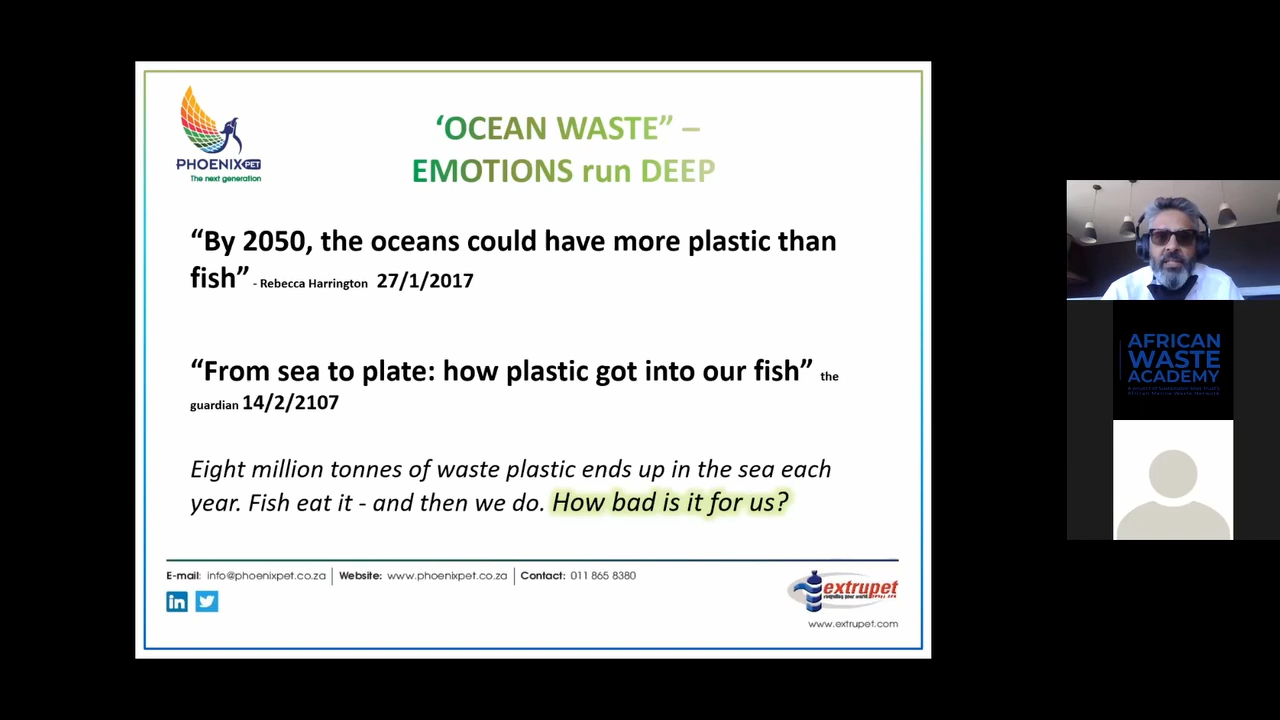 PHOENIX PET
The next generation
‘OCEAN WASTE” –
EMOTIONS run DEEP
“By 2050, the oceans could have more plastic than
fish” - Rebecca Harrington 27/1/2017
“From sea to plate: how plastic got into our fish” the
guardian 14/2/2107
Eight million tonnes of waste plastic ends up in the sea each
year. Fish eat it - and then we do. How bad is it for us?
E-mail: info@phoenixpet.co.za | Website: www.phoenixpet.co.za | Contact: 011 865 8380
in
extrupet
www.extrupet.com
AFRICAN
WASTE
ACADEMY